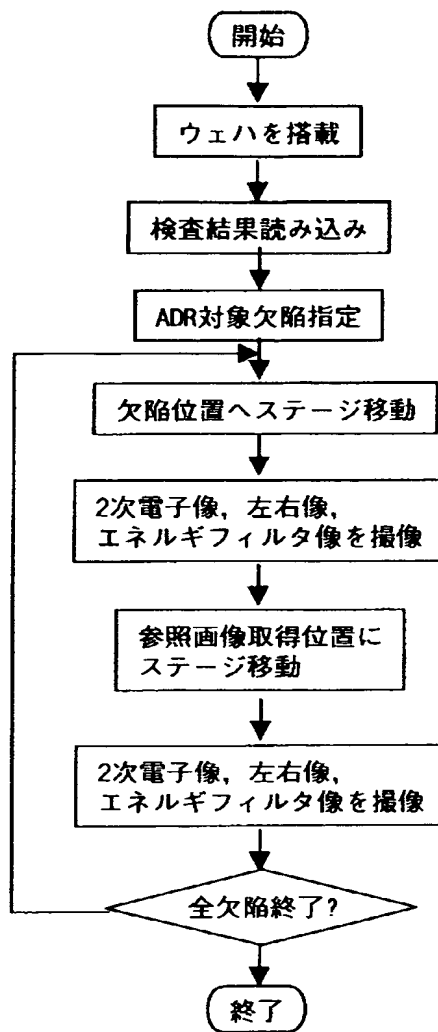 開始
ウェハを搭載
検査結果読み込み
ADR対象欠陥指定
欠陥位置へステージ移動
2次電子像，左右像，
エネルギフィルタ像を撮像
参照画像取得位置に
ステージ移動
2次電子像，左右像，
エネルギフィルタ像を撮像
全欠陥終了?
終了